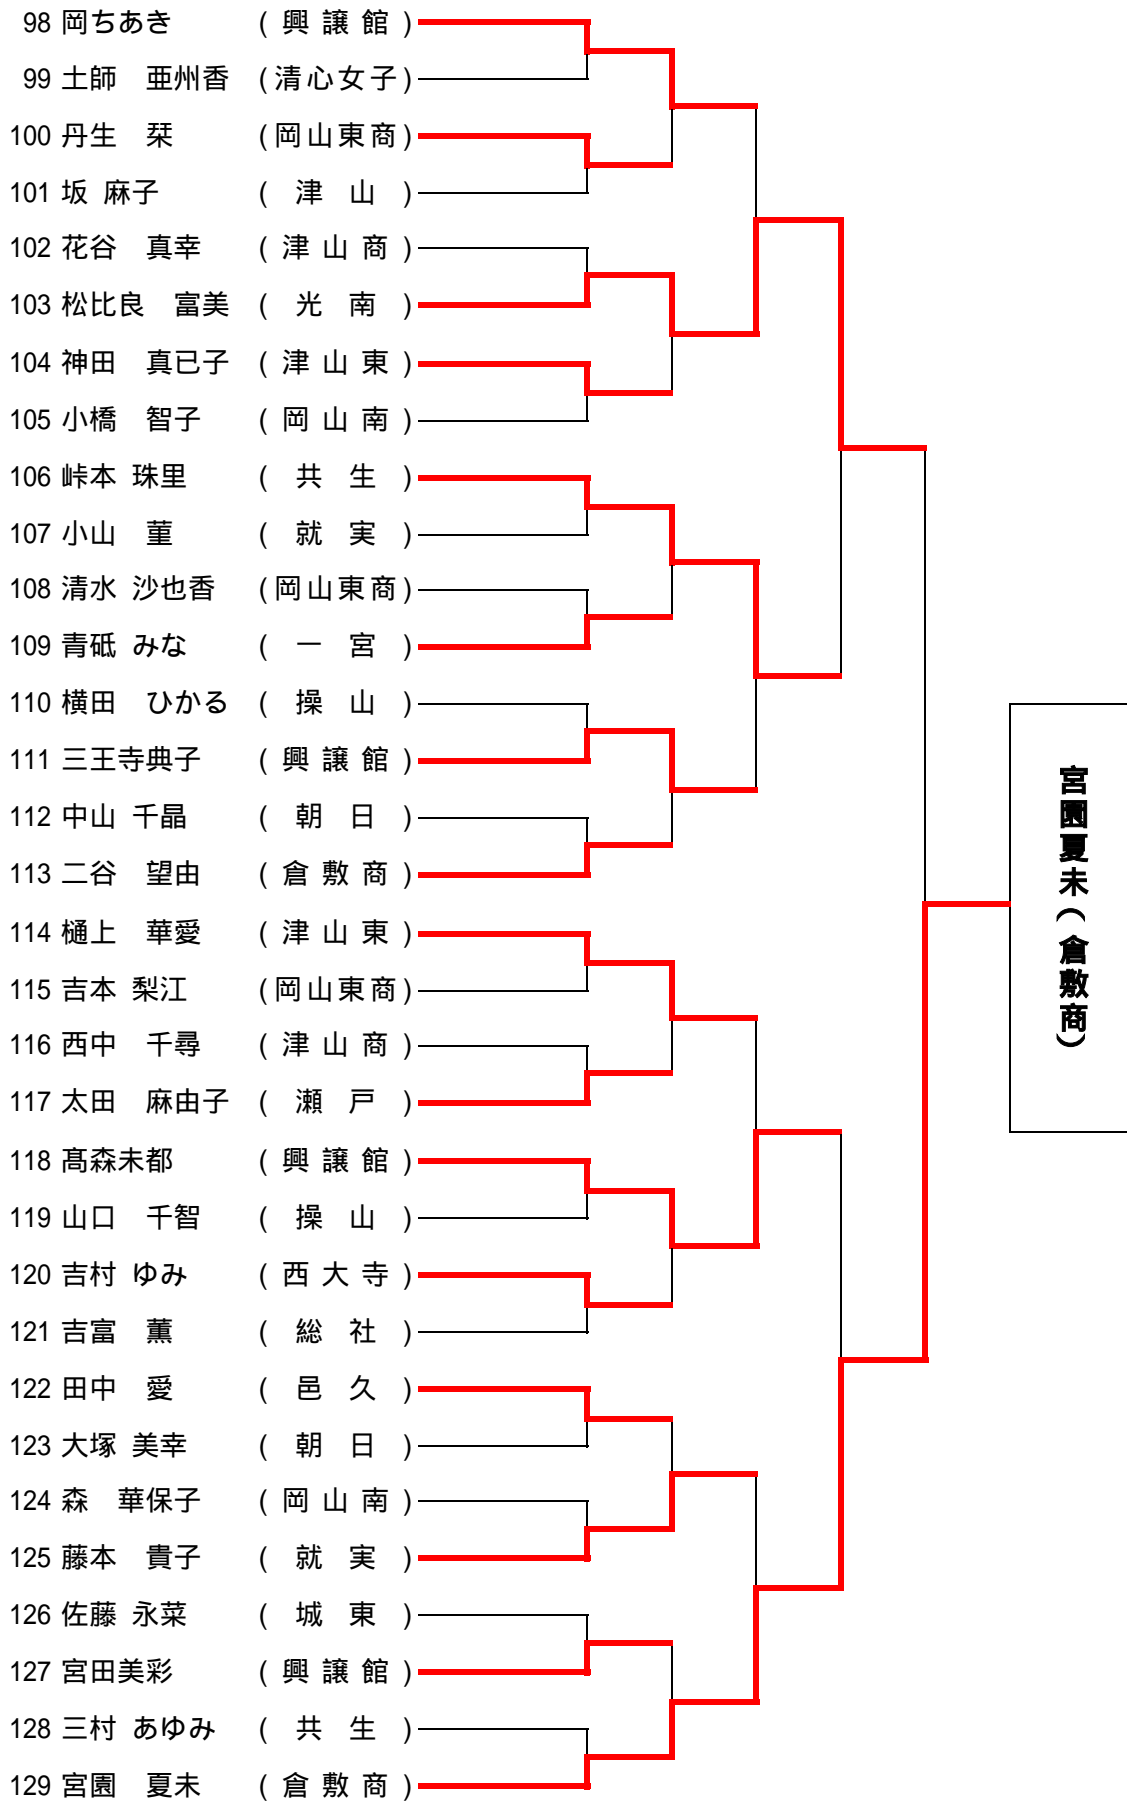 98 岡ちあき (興譲館)
99 土師 亜州香 (清心女子)
100 丹生 栞 (岡山東商)
101 坂 麻子 (津山)
102 花谷 真幸 (津山商)
103 松比良 富美 (光南)
104 神田 真已子 (津山東)
105 小橋 智子 (岡山南)
106 峠本 珠里 (共生)
107 小山 菫 (就実)
108 清水 沙也香 (岡山東商)
109 青砥 みな (一宮)
110 横田 ひかる (操山)
111 三王寺典子 (興譲館)
112 中山 千晶 (朝日)
113 二谷 望由 (倉敷商)
114 樋上 華愛 (津山東)
115 吉本 梨江 (岡山東商)
116 西中 千尋 (津山商)
117 太田 麻由子 (瀬戸)
118 髙森未都 (興譲館)
119 山口 千智 (操山)
120 吉村 ゆみ (西大寺)
121 吉富 薫 (総社)
122 田中 愛 (邑久)
123 大塚 美幸 (朝日)
124 森 華保子 (岡山南)
125 藤本 貴子 (就実)
126 佐藤 永菜 (城東)
127 宮田美彩 (興譲館)
128 三村 あゆみ (共生)
129 宮園 夏未 (倉敷商)
宮園夏未(倉敷商)